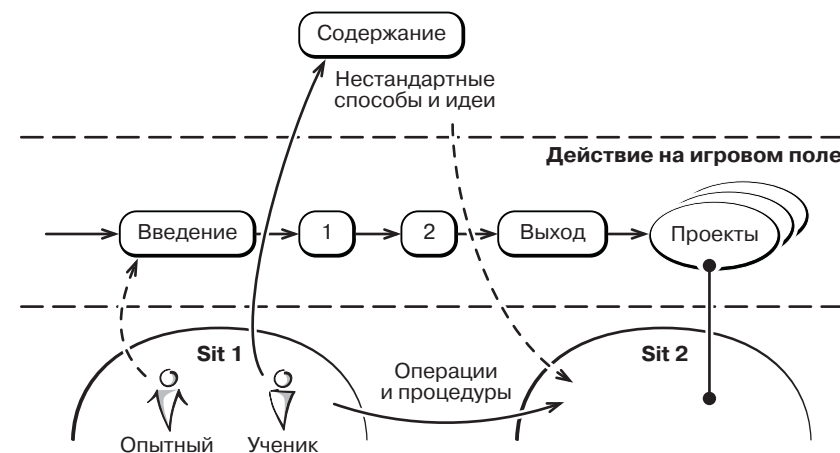 Содержание
Нестандартные
способы и идеи
Действие на игровом поле
Введение
1
2
Выход
Проекты
Sit 1
Sit 2
Операции
и процедуры
Опытный
Ученик